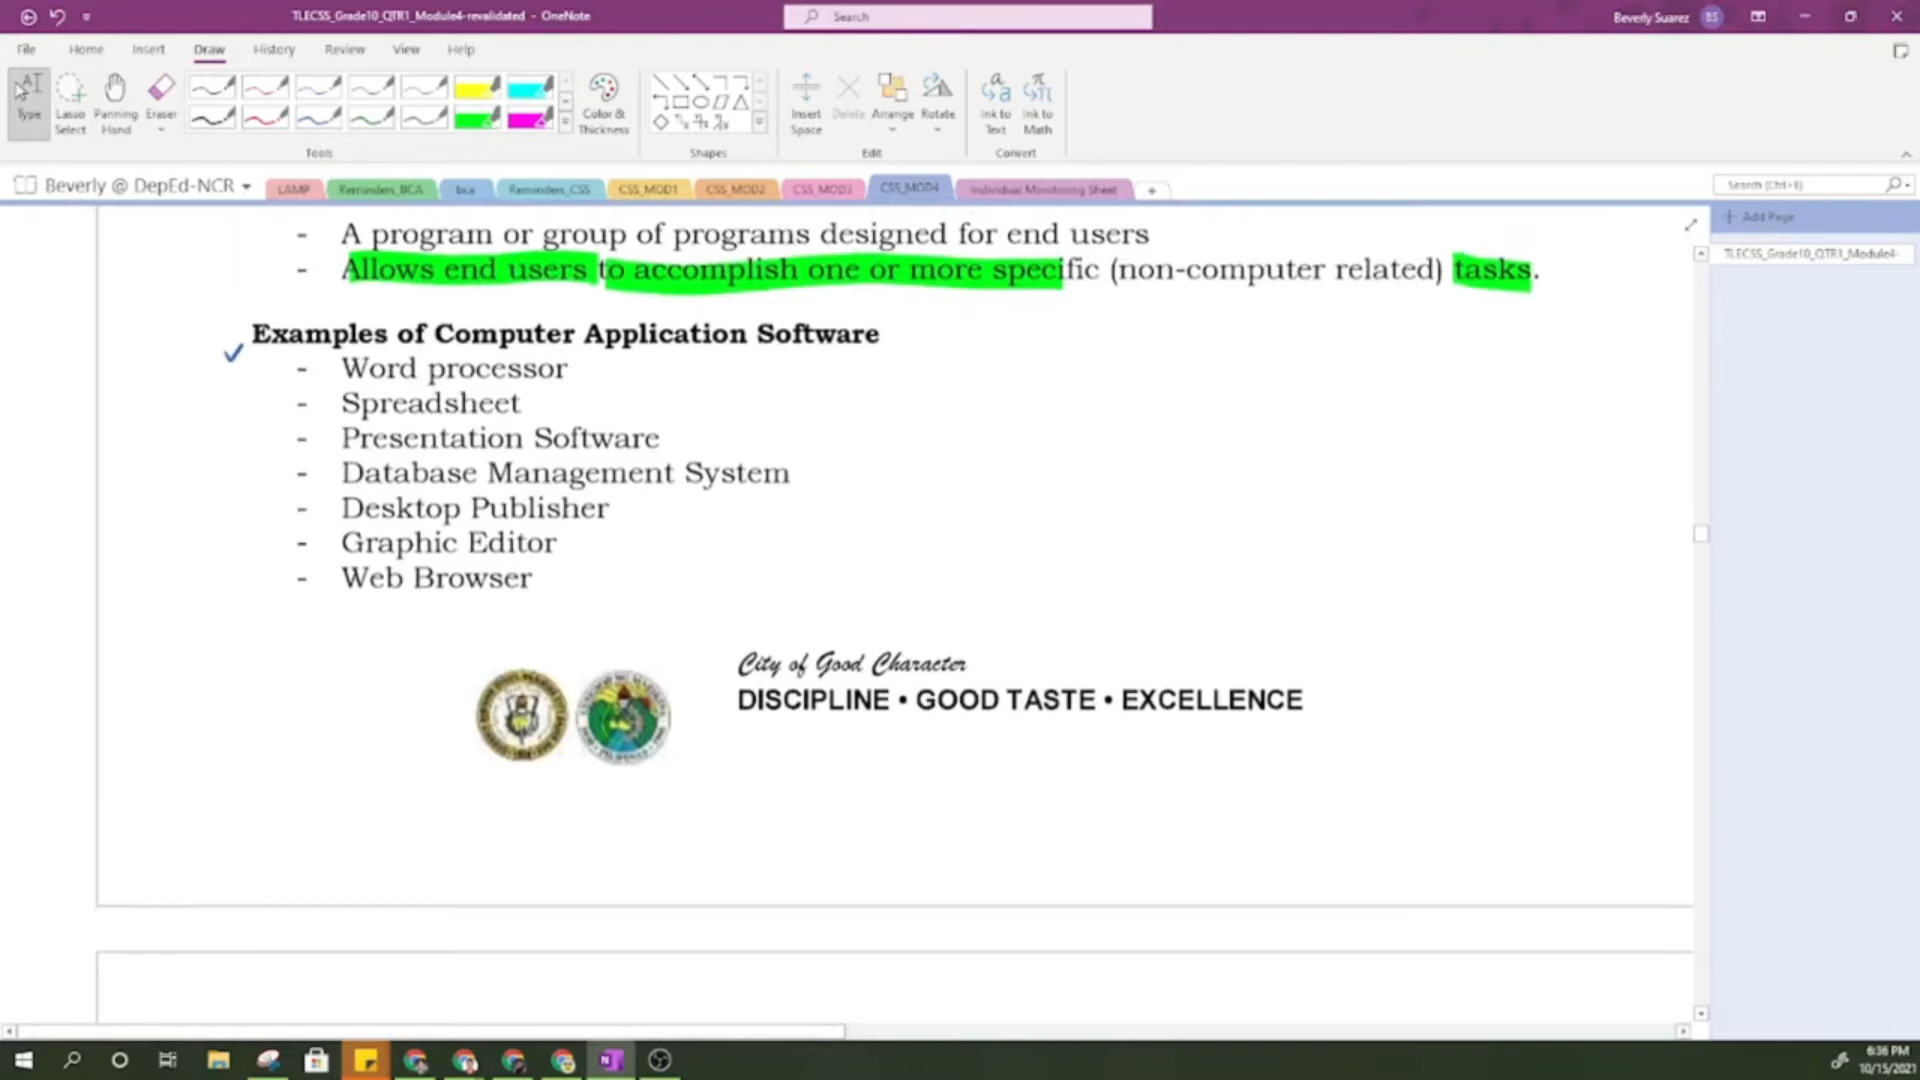 TLECSS_Grade10_QTR1_Module4-revalidated - OneNote
Search
Beverly Suarez
BS
File Home Insert Draw History Review View Help
Type
Lasso Select
Panning Hand
Eraser
Color & Thickness
Insert Space
Delete
Arrange
Rotate
Ink to Text
Ink to Math
Tools
Shapes
Edit
Convert
Beverly @ DepEd-NCR
LAMP
Reminders_BCA
bca
Reminders_CSS
CSS_MOD1
CSS_MOD2
CSS_MOD3
CSS_MOD4
Individual Monitoring Sheet
+
Search (Ctrl+E)
+ Add Page
TLECSS_Grade10_QTR1_Module4-
- A program or group of programs designed for end users
- Allows end users to accomplish one or more specific (non-computer related) tasks.
Examples of Computer Application Software
- Word processor
- Spreadsheet
- Presentation Software
- Database Management System
- Desktop Publisher
- Graphic Editor
- Web Browser
City of Good Character
DISCIPLINE • GOOD TASTE • EXCELLENCE
6:36 PM
10/15/2021